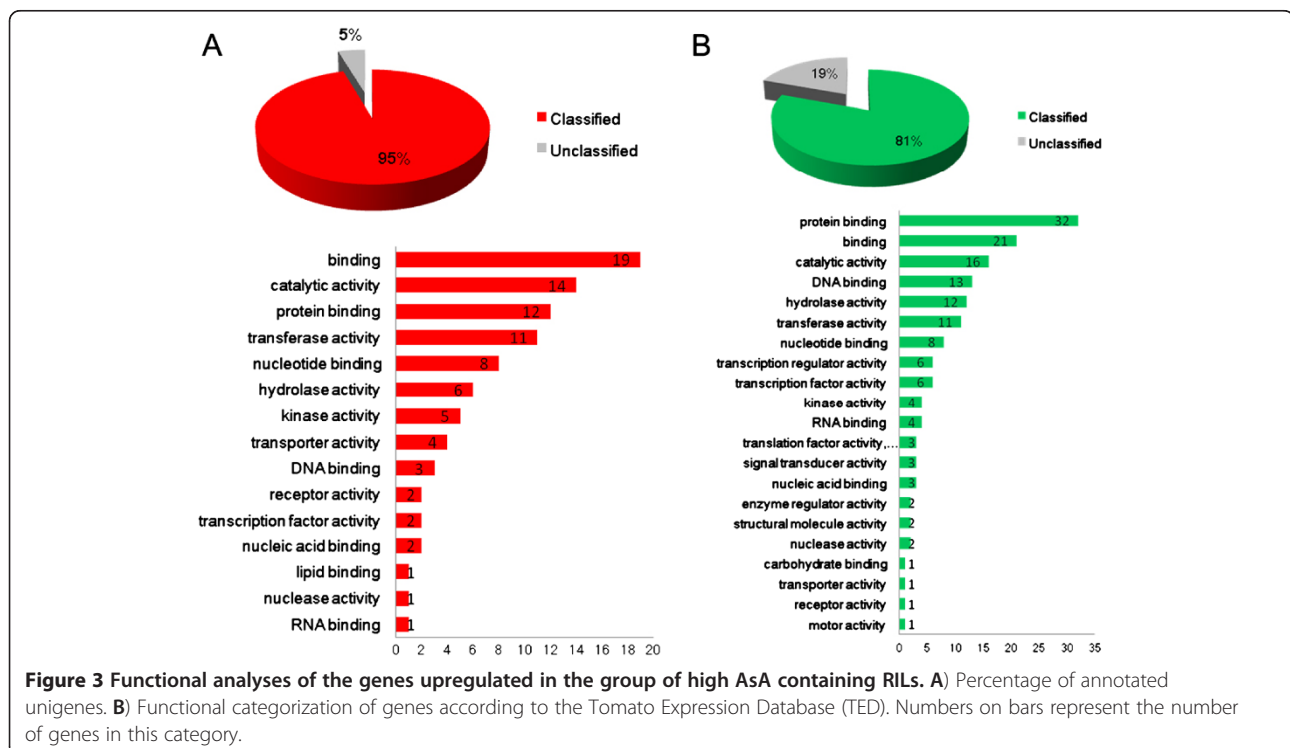 A
5%
95%
Classified
Unclassified
binding 19
catalytic activity 14
protein binding 12
transferase activity 11
nucleotide binding 8
hydrolase activity 6
kinase activity 5
transporter activity 4
DNA binding 3
receptor activity 2
transcription factor activity 2
nucleic acid binding 2
lipid binding 1
nuclease activity 1
RNA binding 1
0 2 4 6 8 10 12 14 16 18 20
B
19%
81%
Classified
Unclassified
protein binding 32
binding 21
catalytic activity 16
DNA binding 13
hydrolase activity 12
transferase activity 11
nucleotide binding 8
transcription regulator activity 6
transcription factor activity 6
kinase activity 4
RNA binding 4
translation factor activity,... 3
signal transducer activity 3
nucleic acid binding 3
enzyme regulator activity 2
structural molecule activity 2
nuclease activity 2
carbohydrate binding 1
transporter activity 1
receptor activity 1
motor activity 1
0 5 10 15 20 25 30 35
Figure 3 Functional analyses of the genes upregulated in the group of high AsA containing RILs. A) Percentage of annotated
unigenes. B) Functional categorization of genes according to the Tomato Expression Database (TED). Numbers on bars represent the number
of genes in this category.